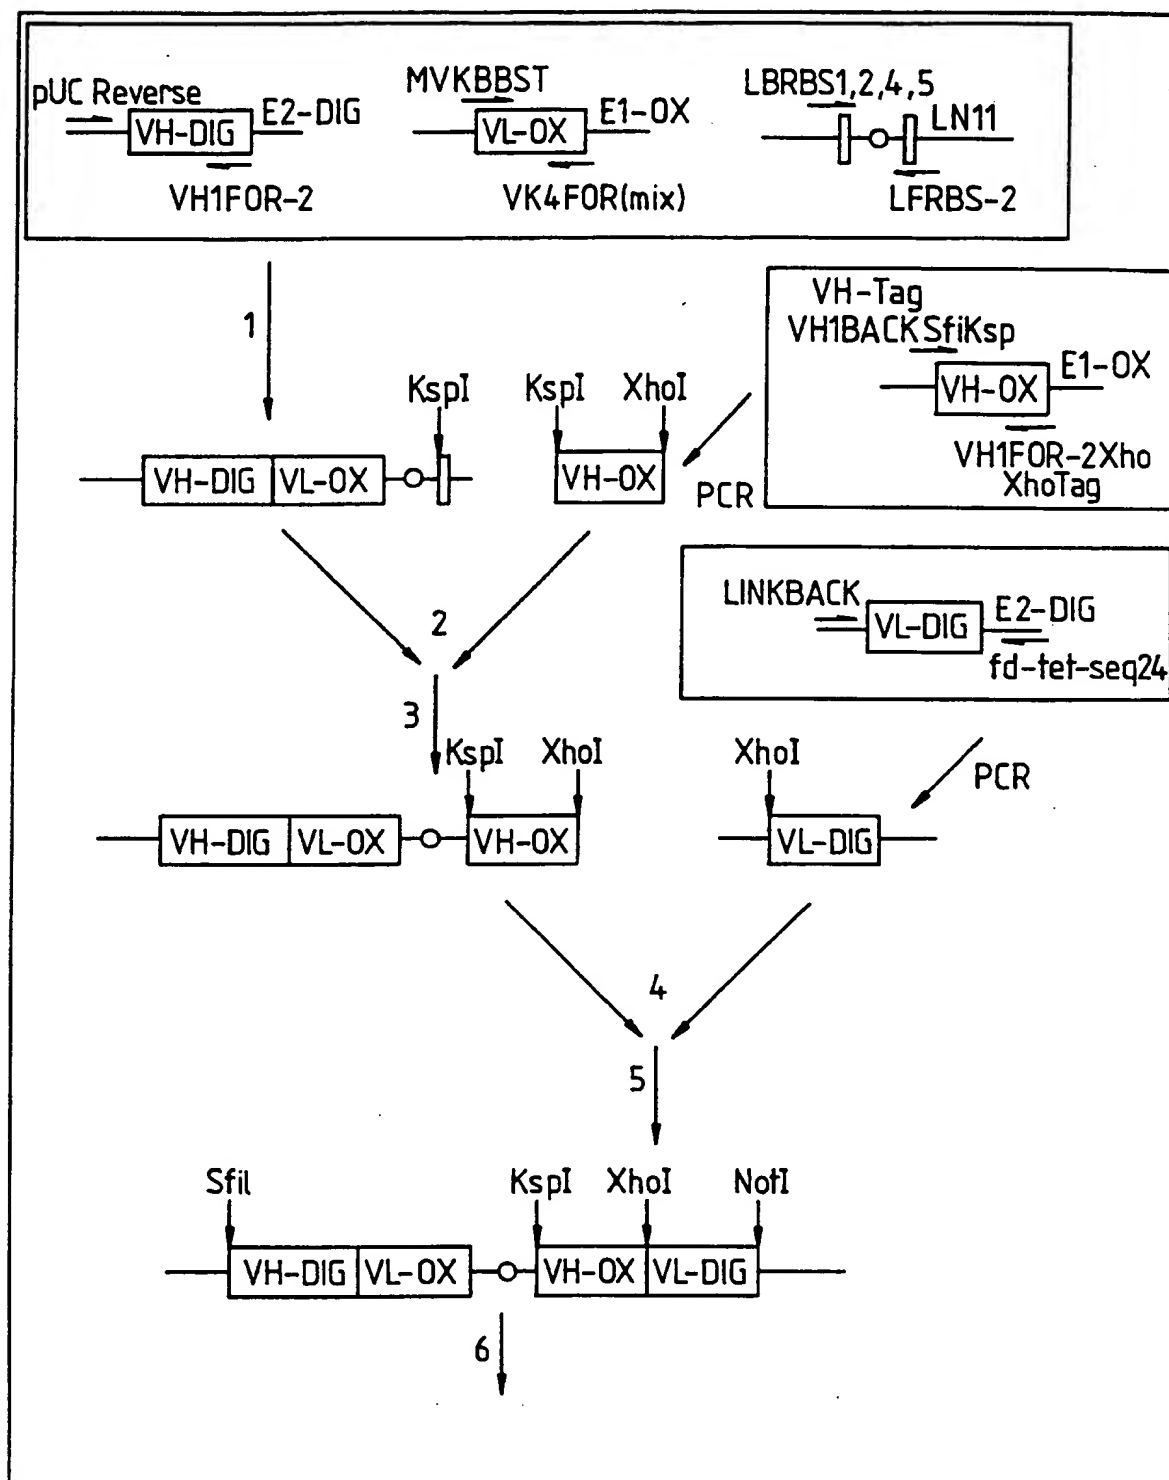 pUC Reverse
VH-DIG
E2-DIG
VH1FOR-2
MVKBBST
VL-OX
E1-OX
VK4FOR(mix)
LBRBS1,2,4,5
LN11
LFRBS-2
1
VH-Tag
VH1BACKSfiKsp
VH-OX
E1-OX
VH1FOR-2Xho
XhoTag
KspI
KspI
XhoI
VH-DIG
VL-OX
VH-OX
PCR
2
LINKBACK
VL-DIG
E2-DIG
fd-tet-seq24
3
KspI
XhoI
XhoI
PCR
VH-DIG
VL-OX
VH-OX
VL-DIG
4
5
SfiI
KspI
XhoI
NotI
VH-DIG
VL-OX
VH-OX
VL-DIG
6